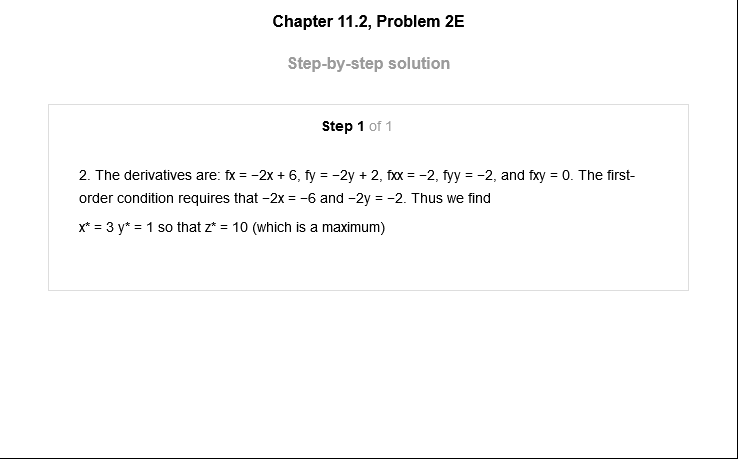 Chapter 11.2, Problem 2E
Step-by-step solution
Step 1 of 1
2. The derivatives are: fx = −2x + 6, fy = −2y + 2, fxx = −2, fyy = −2, and fxy = 0. The first-
order condition requires that −2x = −6 and −2y = −2. Thus we find
x* = 3 y* = 1 so that z* = 10 (which is a maximum)